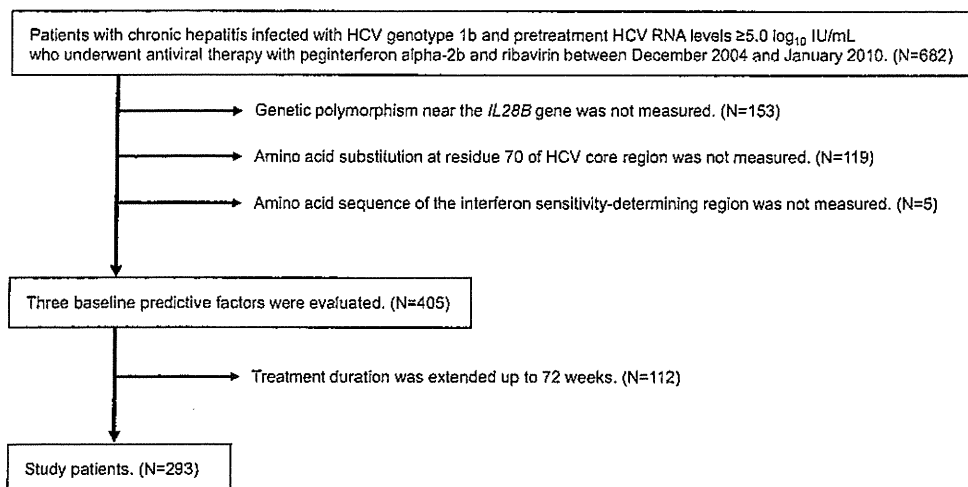 Patients with chronic hepatitis infected with HCV genotype 1b and pretreatment HCV RNA levels ≥5.0 log₁₀ IU/mL
who underwent antiviral therapy with peginterferon alpha-2b and ribavirin between December 2004 and January 2010. (N=682)
Genetic polymorphism near the IL28B gene was not measured. (N=153)
Amino acid substitution at residue 70 of HCV core region was not measured. (N=119)
Amino acid sequence of the interferon sensitivity-determining region was not measured. (N=5)
Three baseline predictive factors were evaluated. (N=405)
Treatment duration was extended up to 72 weeks. (N=112)
Study patients. (N=293)